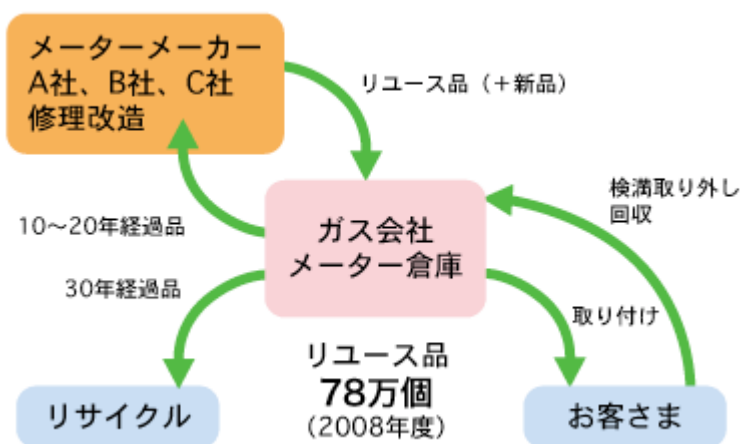 メーターメーカー
A社、B社、C社
修理改造
リユース品（＋新品）
検満取り外し
回収
10～20年経過品
ガス会社
メーター倉庫
30年経過品
取り付け
リユース品
78万個
（2008年度）
リサイクル
お客さま